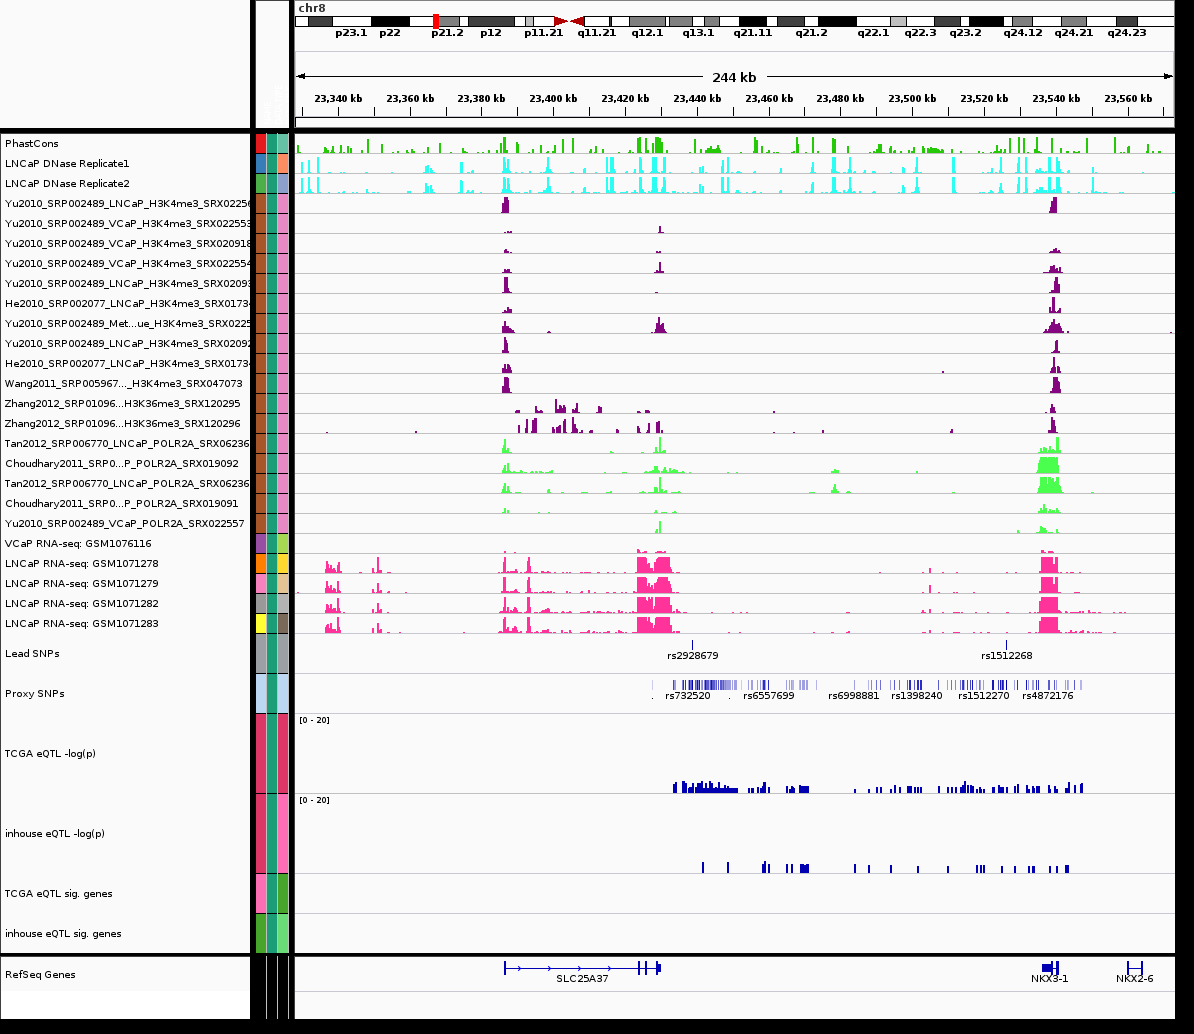 chr8
p23.1 p22 p21.2 p12 p11.21 q11.21 q12.1 q13.1 q21.11 q21.2 q22.1 q22.3 q23.2 q24.12 q24.21 q24.23
244 kb
23,340 kb 23,360 kb 23,380 kb 23,400 kb 23,420 kb 23,440 kb 23,460 kb 23,480 kb 23,500 kb 23,520 kb 23,540 kb 23,560 kb
PhastCons
LNCaP DNase Replicate1
LNCaP DNase Replicate2
Yu2010_SRP002489_LNCaP_H3K4me3_SRX02250
Yu2010_SRP002489_VCaP_H3K4me3_SRX022553
Yu2010_SRP002489_VCaP_H3K4me3_SRX020918
Yu2010_SRP002489_VCaP_H3K4me3_SRX022554
Yu2010_SRP002489_LNCaP_H3K4me3_SRX0209
He2010_SRP002077_LNCaP_H3K4me3_SRX0173
Yu2010_SRP002489_Met...ue_H3K4me3_SRX0225
Yu2010_SRP002489_LNCaP_H3K4me3_SRX0209
He2010_SRP002077_LNCaP_H3K4me3_SRX0173
Wang2011_SRP005967..._H3K4me3_SRX047073
Zhang2012_SRP01096...H3K36me3_SRX120295
Zhang2012_SRP01096...H3K36me3_SRX120296
Tan2012_SRP006770_LNCaP_POLR2A_SRX06236
Choudhary2011_SRP0...P_POLR2A_SRX019092
Tan2012_SRP006770_LNCaP_POLR2A_SRX06236
Choudhary2011_SRP0...P_POLR2A_SRX019091
Yu2010_SRP002489_VCaP_POLR2A_SRX022557
VCaP RNA-seq: GSM1076116
LNCaP RNA-seq: GSM1071278
LNCaP RNA-seq: GSM1071279
LNCaP RNA-seq: GSM1071282
LNCaP RNA-seq: GSM1071283
Lead SNPs
rs2928679 rs1512268
Proxy SNPs
. rs732520 . rs6557699 rs6998881 rs1398240 rs1512270 rs4872176
[0 - 20]
TCGA eQTL -log(p)
[0 - 20]
inhouse eQTL -log(p)
TCGA eQTL sig. genes
inhouse eQTL sig. genes
RefSeq Genes
SLC25A37 NKX3-1 NKX2-6